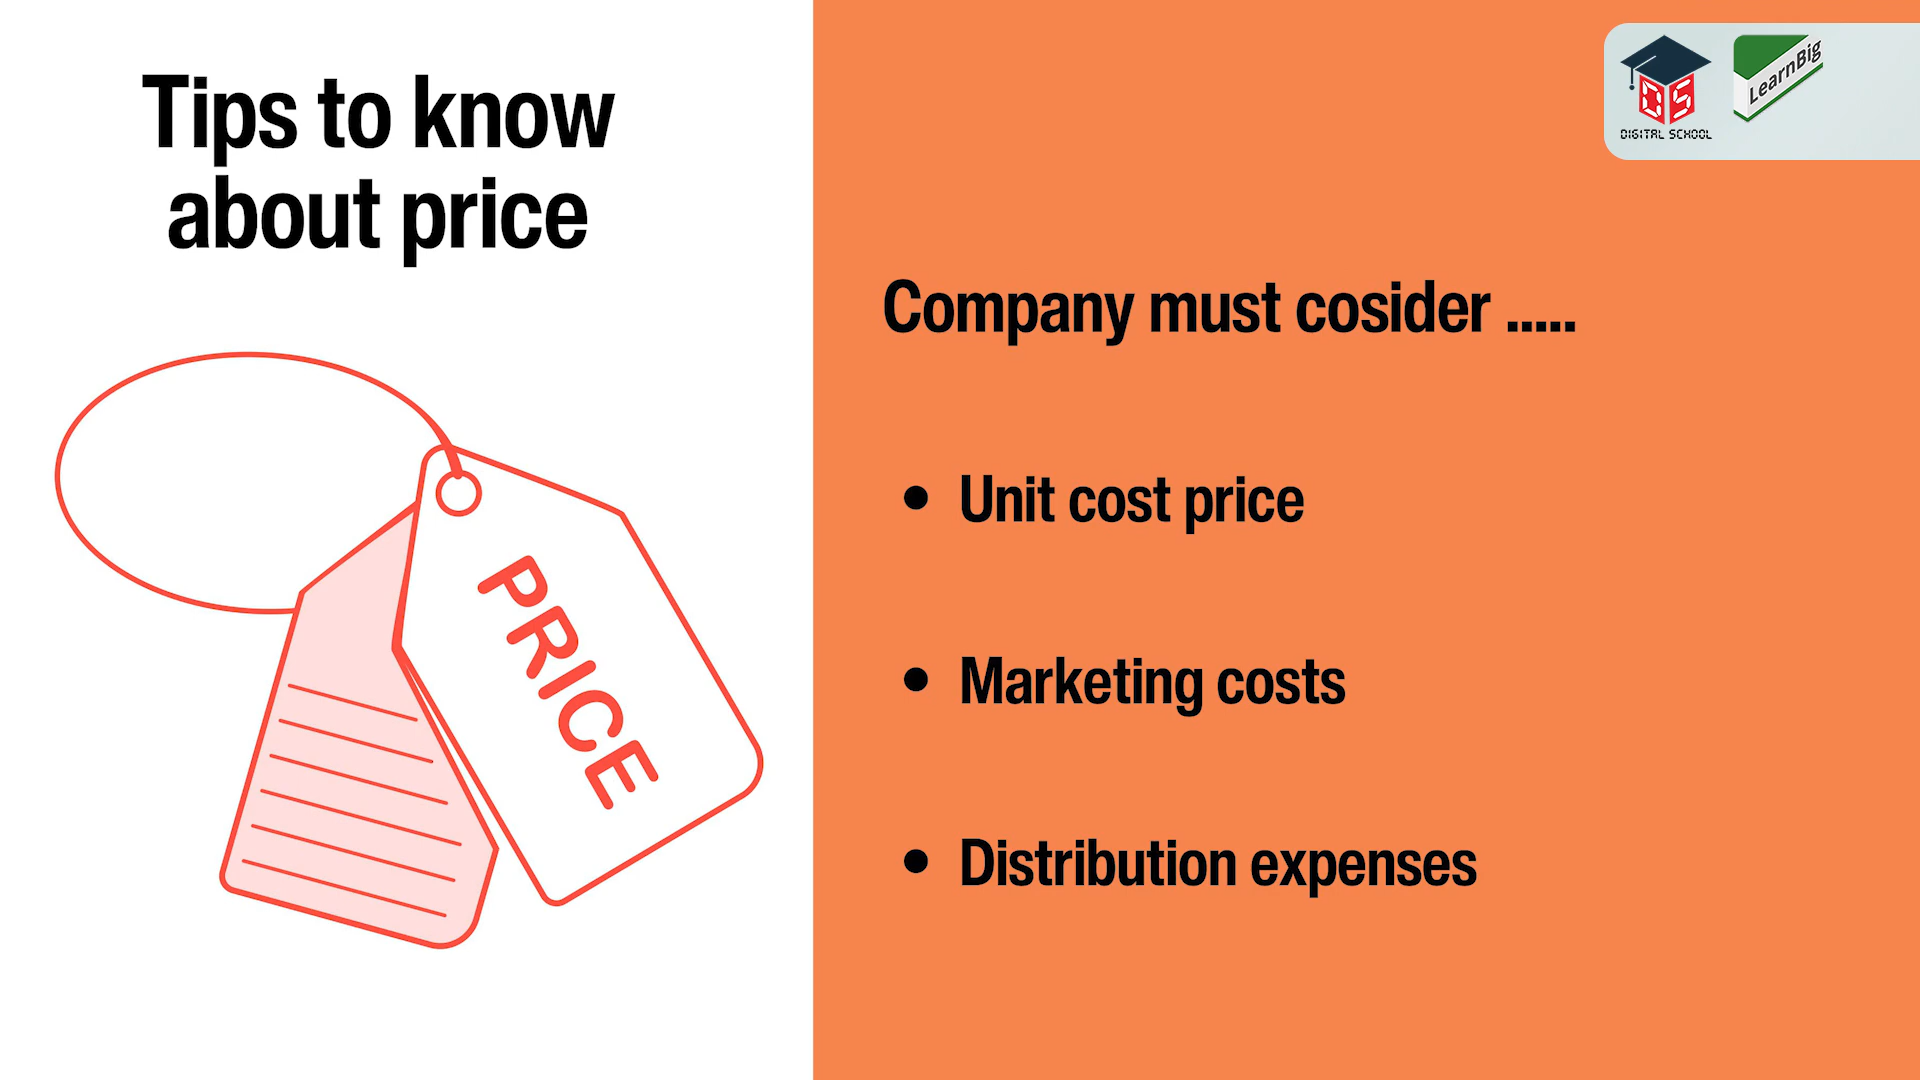 Tips to know
about price
PRICE
DS
DIGITAL SCHOOL
LearnBig
Company must cosider .....
• Unit cost price
• Marketing costs
• Distribution expenses